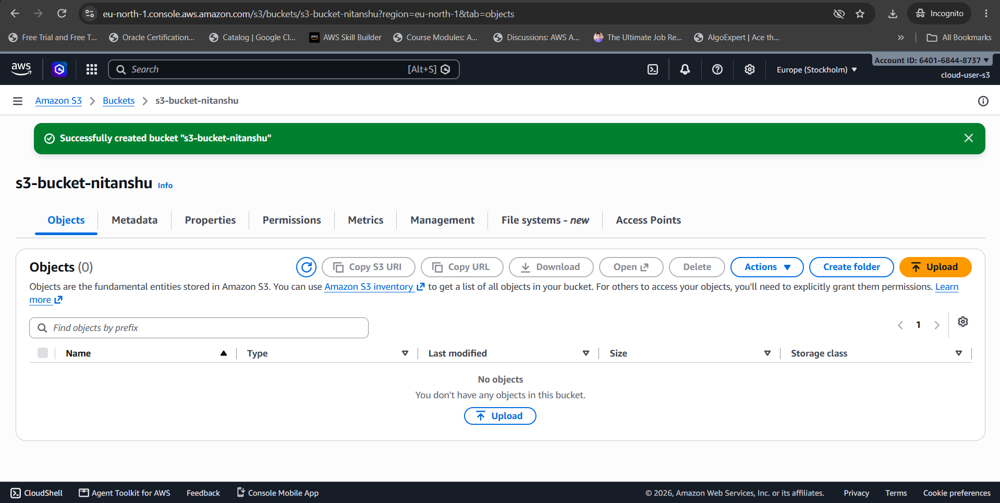 eu-north-1.console.aws.amazon.com/s3/buckets/s3-bucket-nitanshu?region=eu-north-1&tab=objects
Incognito
Free Trial and Free T...
Oracle Certification...
Catalog | Google Cl...
aws
AWS Skill Builder
Course Modules: A...
Discussions: AWS A...
The Ultimate Job Re...
AlgoExpert | Ace th...
All Bookmarks
aws
Search
[Alt+S]
Europe (Stockholm)
Account ID: 6401-6844-8737
cloud-user-s3
Amazon S3
Buckets
s3-bucket-nitanshu
Successfully created bucket "s3-bucket-nitanshu"
s3-bucket-nitanshu Info
Objects
Metadata
Properties
Permissions
Metrics
Management
File systems - new
Access Points
Objects (0)
Copy S3 URI
Copy URL
Download
Open
Delete
Actions
Create folder
Upload
Objects are the fundamental entities stored in Amazon S3. You can use Amazon S3 inventory to get a list of all objects in your bucket. For others to access your objects, you'll need to explicitly grant them permissions. Learn
more
Find objects by prefix
1
Name
Type
Last modified
Size
Storage class
No objects
You don't have any objects in this bucket.
Upload
CloudShell
Agent Toolkit for AWS
Feedback
Console Mobile App
© 2026, Amazon Web Services, Inc. or its affiliates.
Privacy
Terms
Cookie preferences